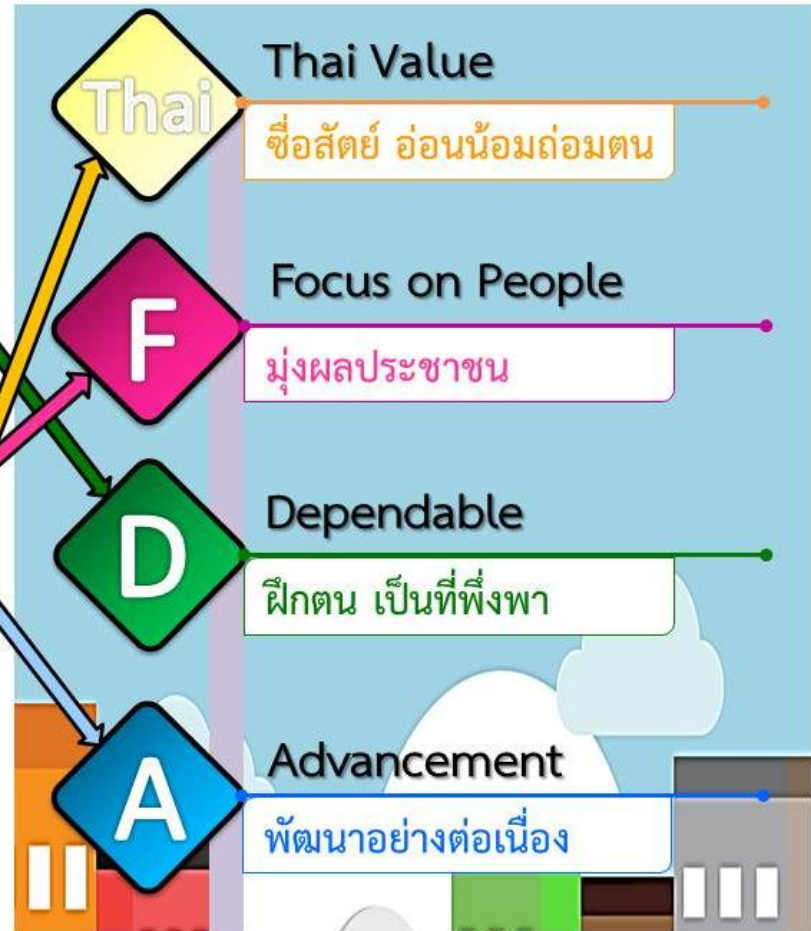 Thai
Thai Value
ซื่อสัตย์ อ่อนน้อมถ่อมตน
F
Focus on People
มุ่งผลประชาชน
D
Dependable
ฝึกตน เป็นที่พึ่งพา
A
Advancement
พัฒนาอย่างต่อเนื่อง